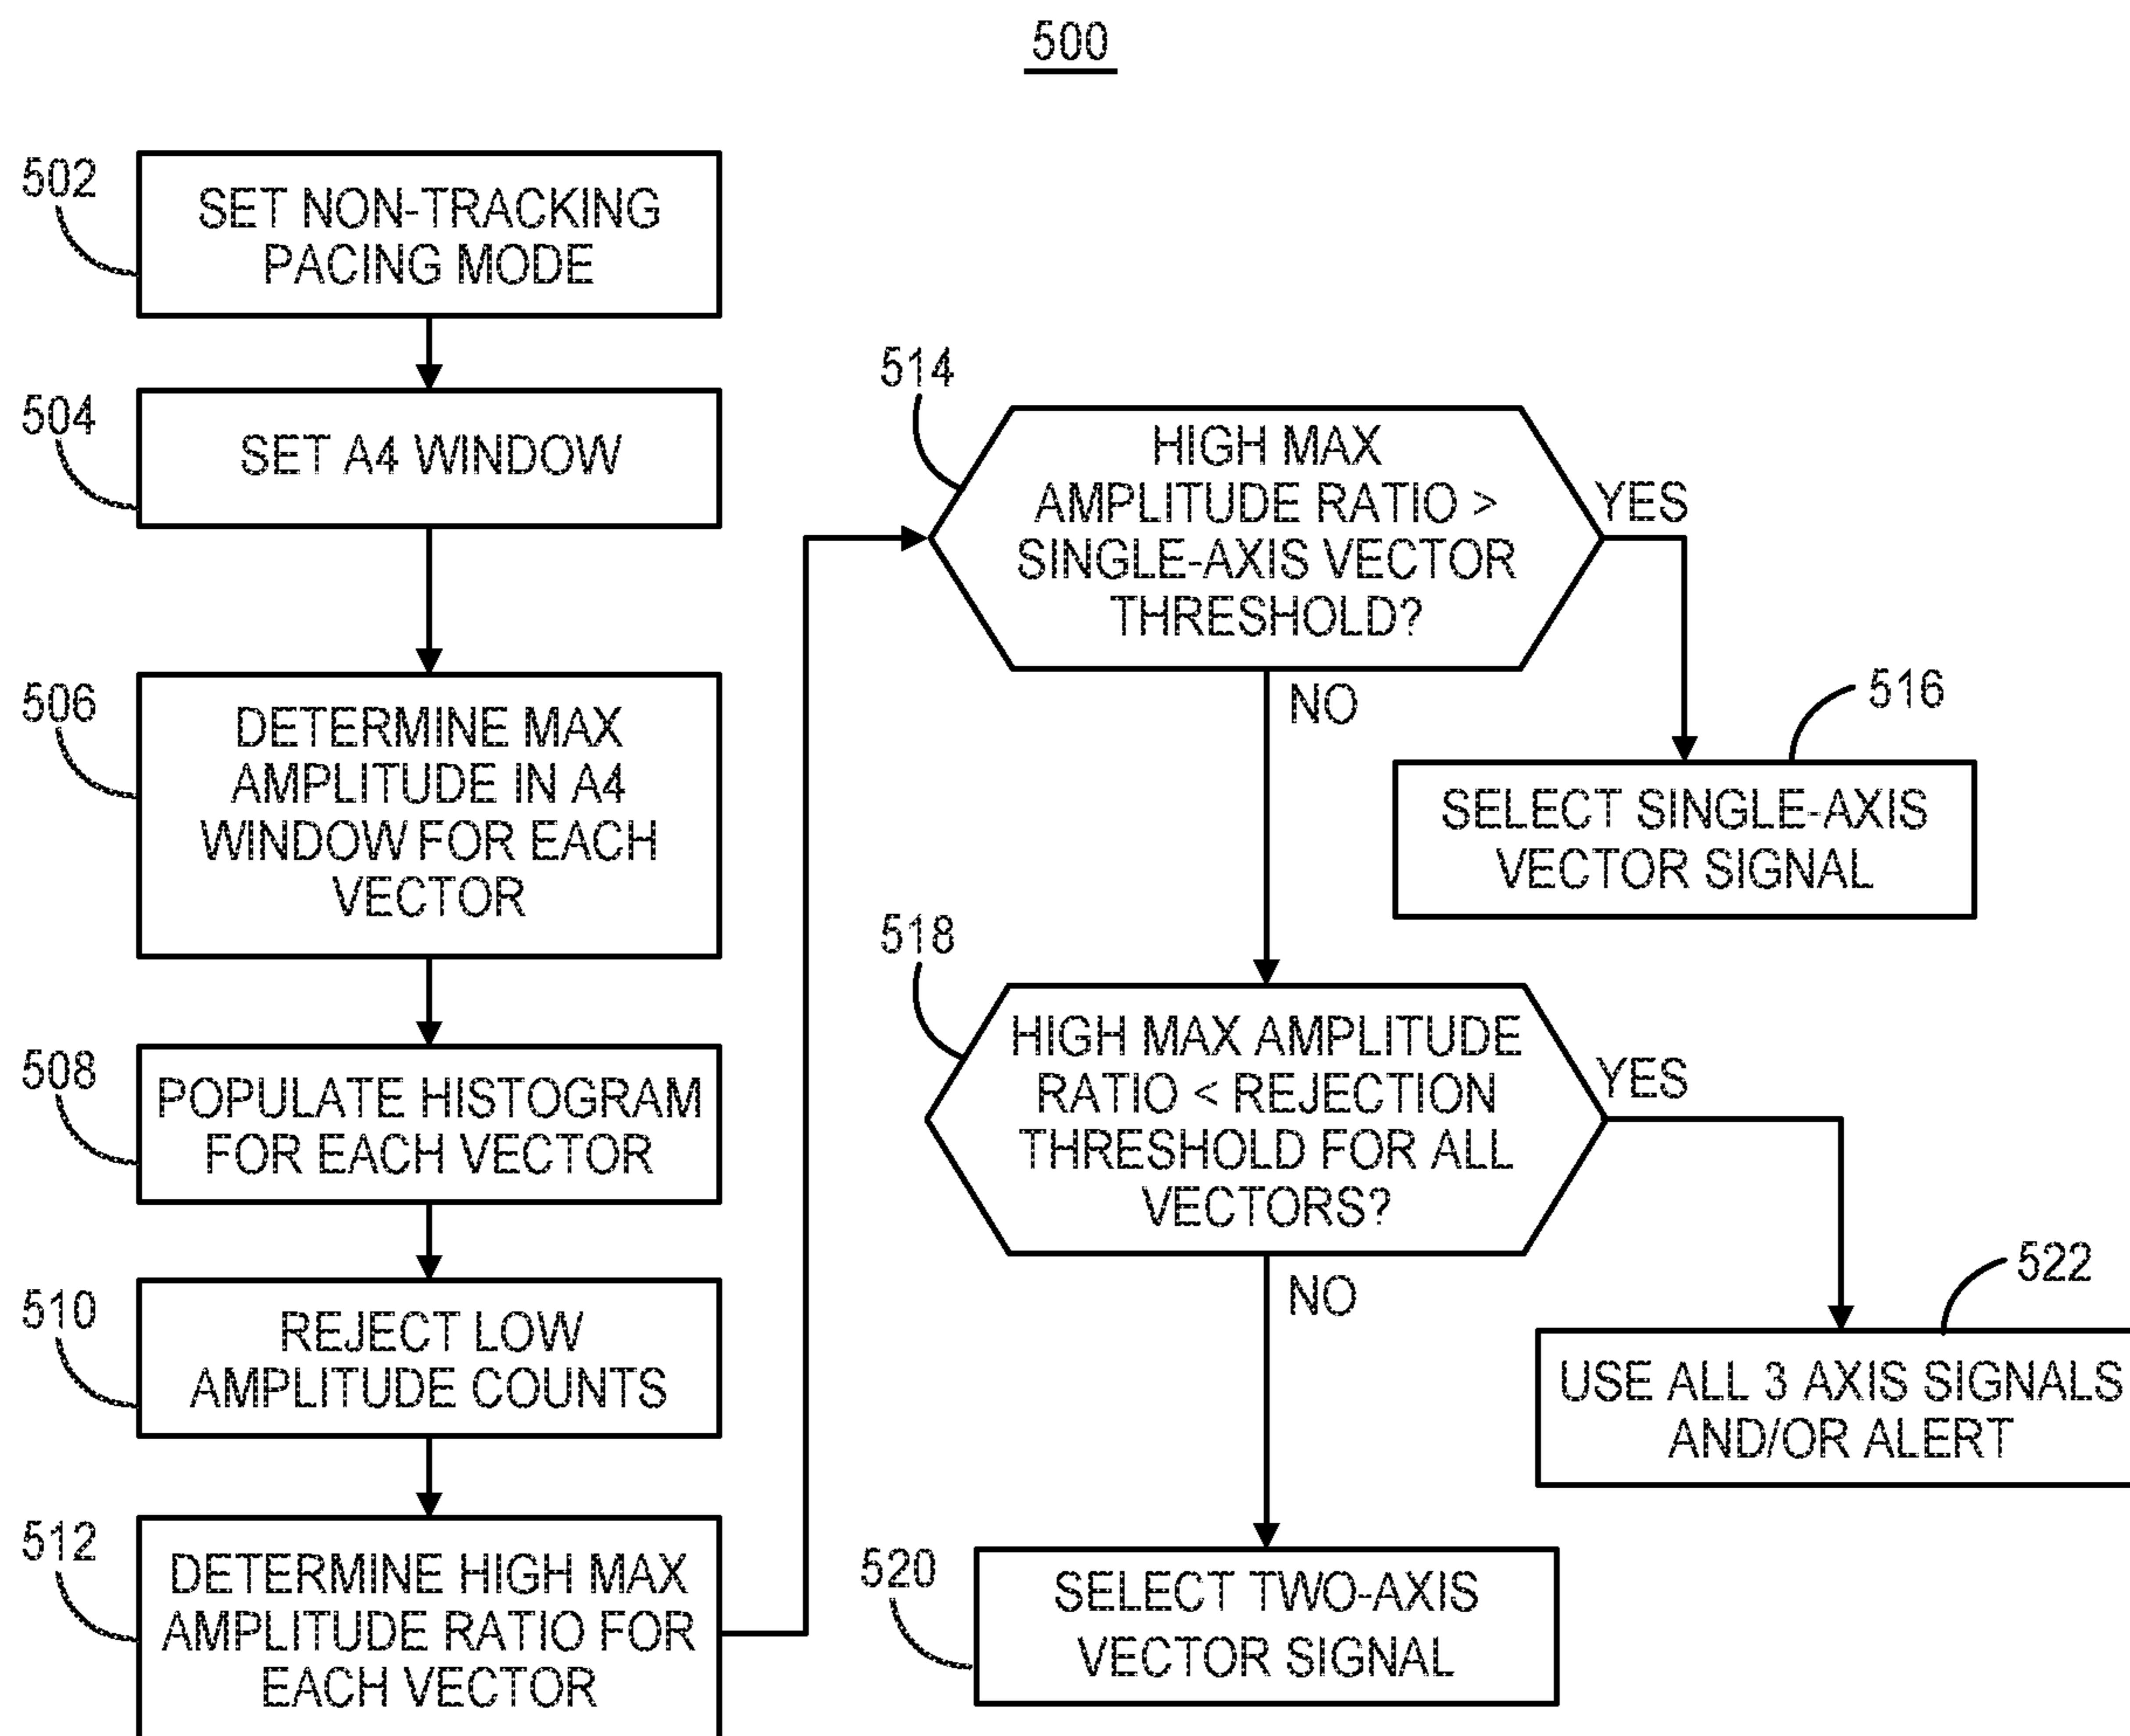 500
502
SET NON-TRACKING
PACING MODE
504
SET A4 WINDOW
506
DETERMINE MAX
AMPLITUDE IN A4
WINDOW FOR EACH
VECTOR
508
POPULATE HISTOGRAM
FOR EACH VECTOR
510
REJECT LOW
AMPLITUDE COUNTS
512
DETERMINE HIGH MAX
AMPLITUDE RATIO FOR
EACH VECTOR
514
HIGH MAX
AMPLITUDE RATIO >
SINGLE-AXIS VECTOR
THRESHOLD?
YES
NO
516
SELECT SINGLE-AXIS
VECTOR SIGNAL
518
HIGH MAX AMPLITUDE
RATIO < REJECTION
THRESHOLD FOR ALL
VECTORS?
YES
NO
522
USE ALL 3 AXIS SIGNALS
AND/OR ALERT
520
SELECT TWO-AXIS
VECTOR SIGNAL